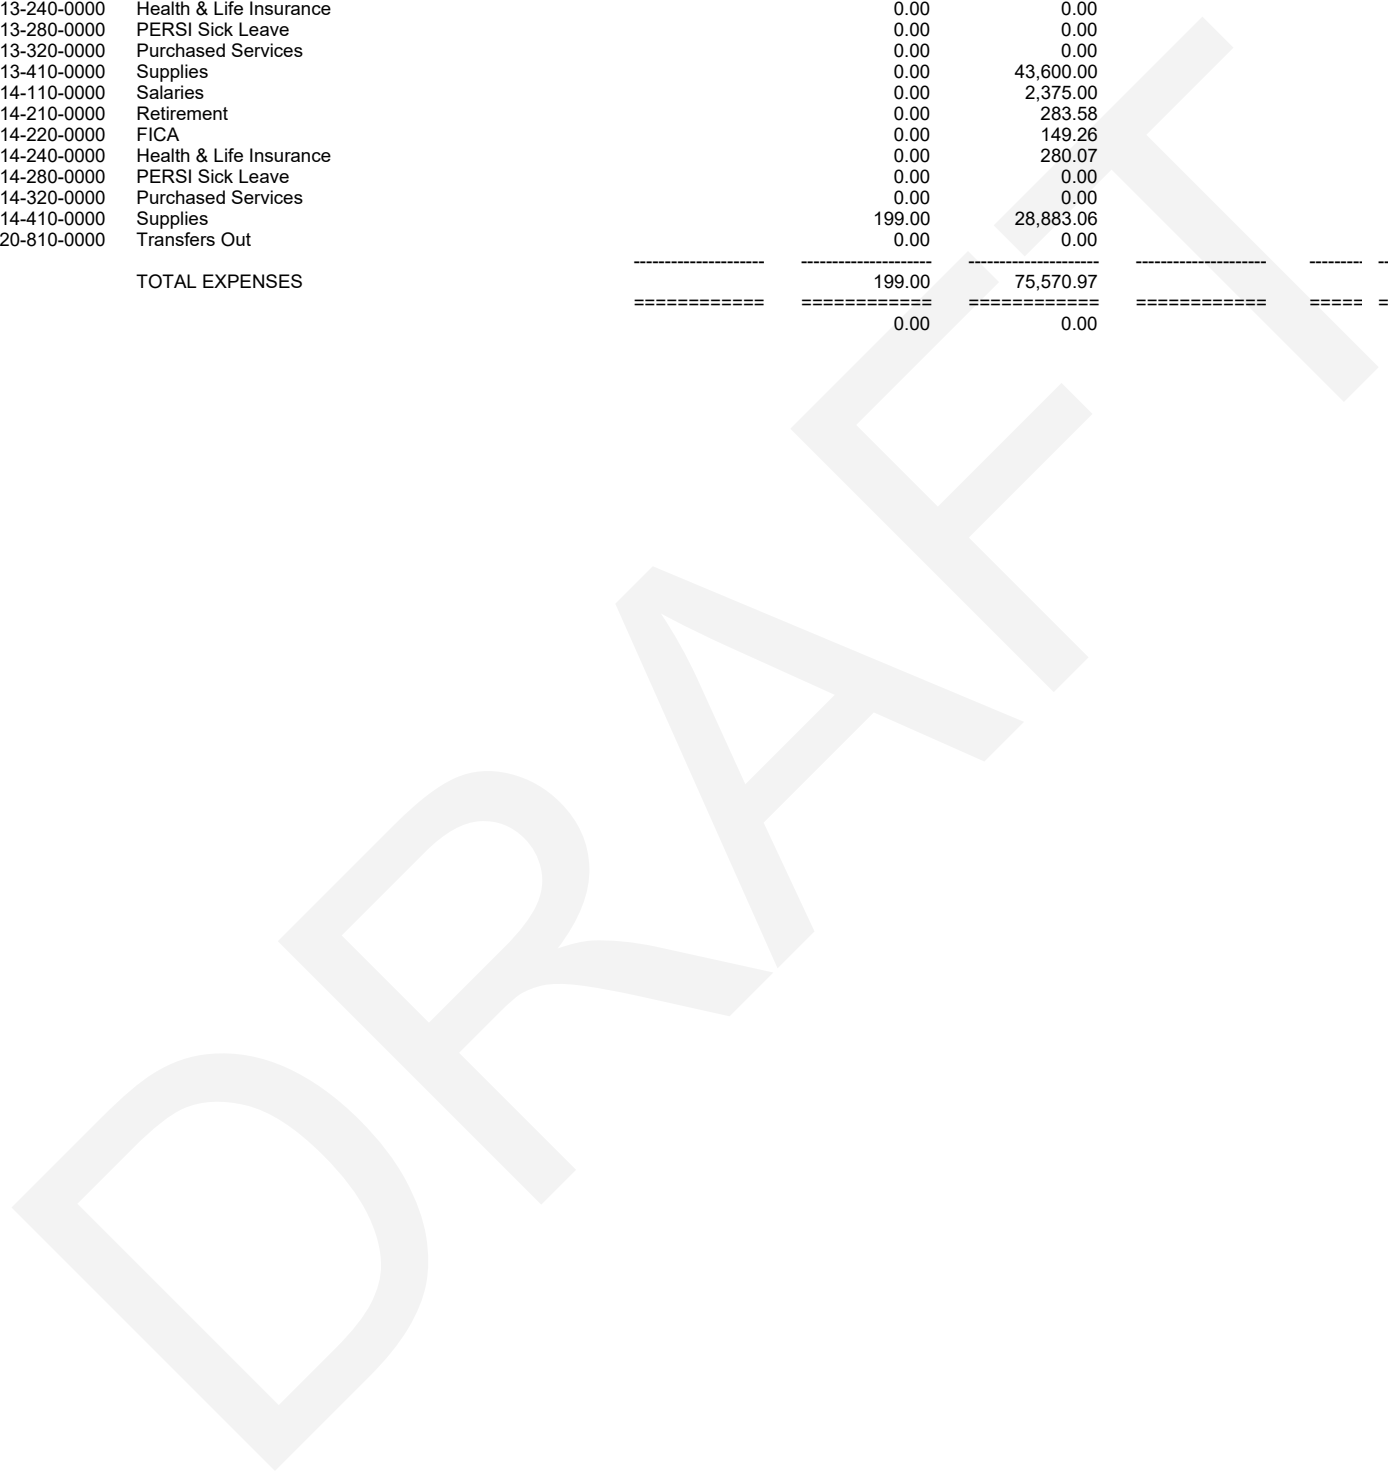 13-240-0000 Health & Life Insurance 0.00 0.00
13-280-0000 PERSI Sick Leave 0.00 0.00
13-320-0000 Purchased Services 0.00 0.00
13-410-0000 Supplies 0.00 43,600.00
14-110-0000 Salaries 0.00 2,375.00
14-210-0000 Retirement 0.00 283.58
14-220-0000 FICA 0.00 149.26
14-240-0000 Health & Life Insurance 0.00 280.07
14-280-0000 PERSI Sick Leave 0.00 0.00
14-320-0000 Purchased Services 0.00 0.00
14-410-0000 Supplies 199.00 28,883.06
20-810-0000 Transfers Out 0.00 0.00
--------------------- --------------------- --------------------- --------------------- -------- --
TOTAL EXPENSES 199.00 75,570.97
============ ============ ============ ============ ===== =
0.00 0.00
DRAFT